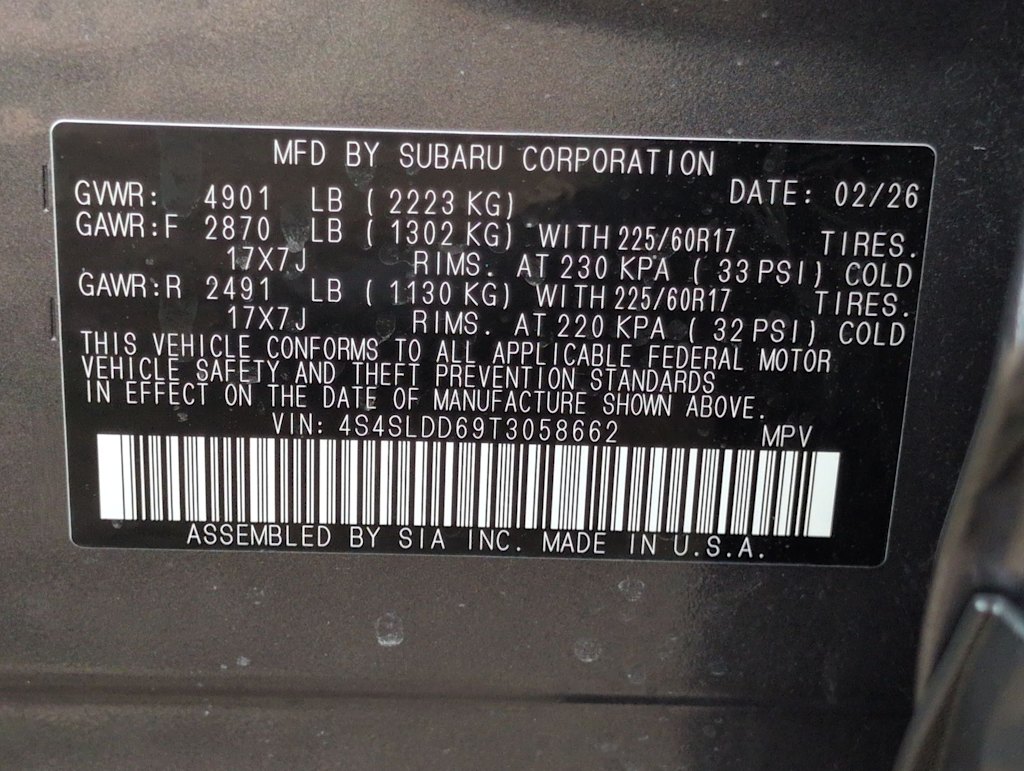 MFD BY SUBARU CORPORATION
DATE: 02/26
GVWR: 4901 LB ( 2223 KG)
GAWR:F 2870 LB ( 1302 KG) WITH 225/60R17 TIRES.
17X7J RIMS. AT 230 KPA ( 33 PSI) COLD
GAWR:R 2491 LB ( 1130 KG) WITH 225/60R17 TIRES.
17X7J RIMS. AT 220 KPA ( 32 PSI) COLD
THIS VEHICLE CONFORMS TO ALL APPLICABLE FEDERAL MOTOR
VEHICLE SAFETY AND THEFT PREVENTION STANDARDS
IN EFFECT ON THE DATE OF MANUFACTURE SHOWN ABOVE.
VIN: 4S4SLDD69T3058662 MPV
ASSEMBLED BY SIA INC. MADE IN U.S.A.